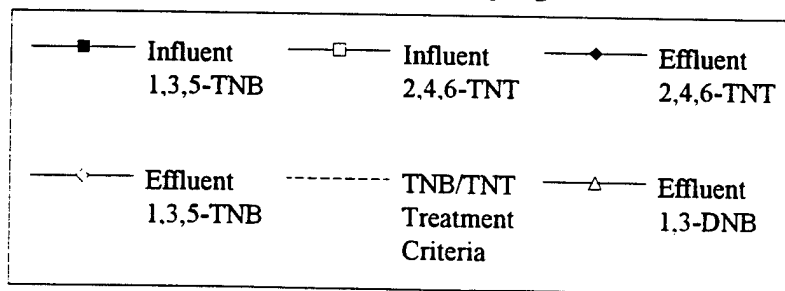 Influent
1,3,5-TNB
Influent
2,4,6-TNT
Effluent
2,4,6-TNT
Effluent
1,3,5-TNB
TNB/TNT
Treatment
Criteria
Effluent
1,3-DNB